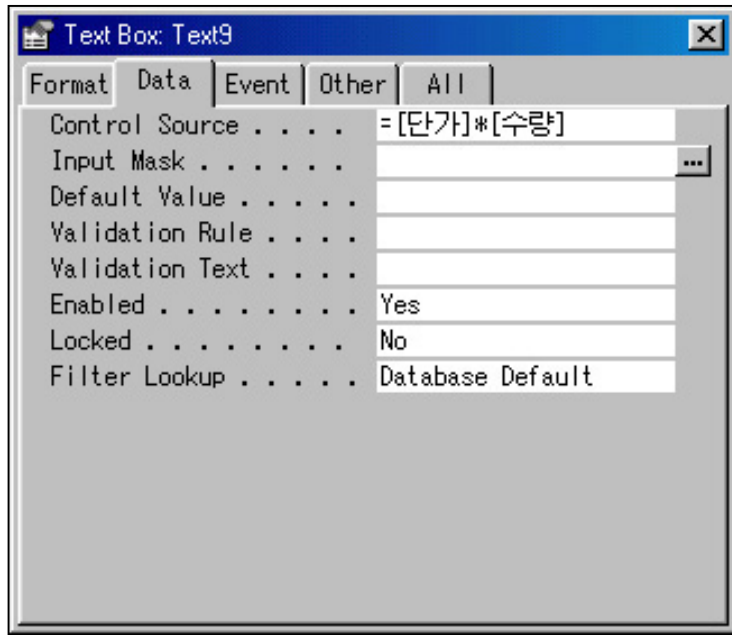 Text Box: Text9
Format Data Event Other All
Control Source . . . . =[단가]*[수량]
Input Mask . . . . . . ...
Default Value . . . . .
Validation Rule . . . .
Validation Text . . . .
Enabled . . . . . . . . Yes
Locked . . . . . . . . No
Filter Lookup . . . . . Database Default